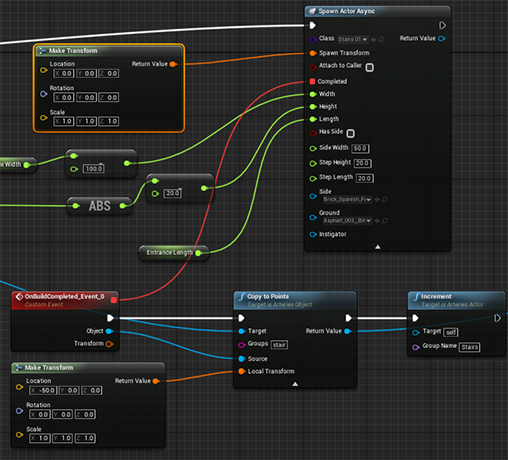 Spawn Actor Async
Class Stairs 01
Return Value
Spawn Transform
Attach to Caller
Completed
Width
Height
Length
Has Side
Side Width 50.0
Step Height 20.0
Step Length 20.0
Side
Brick_Spanish_F
Ground
Asphalt_003_
Instigator
Make Transform
Location
Return Value
X 0.0 Y 0.0 Z 0.0
Rotation
X 0.0 Y 0.0 Z 0.0
Scale
X 1.0 Y 1.0 Z 1.0
e Width
100.0
ABS
20.0
Entrance Length
OnBuildCompleted_Event_0
Custom Event
Object
Transform
Copy to Points
Target is Arteries Object
Target
Return Value
Groups stair
Source
Local Transform
Increment
Target is Arteries Actor
Target self
Group Name Stairs
Make Transform
Location
Return Value
X -50.0 Y 0.0 Z 0.0
Rotation
X 0.0 Y 0.0 Z 0.0
Scale
X 1.0 Y 1.0 Z 1.0